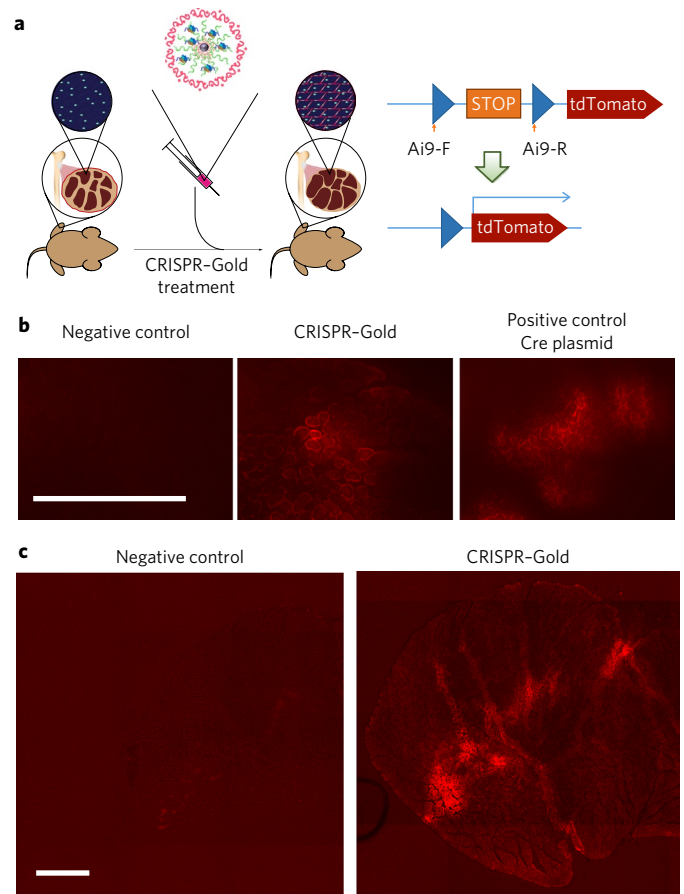 a
STOP
tdTomato
Ai9-F
Ai9-R
tdTomato
CRISPR–Gold
treatment
b
Negative control
CRISPR–Gold
Positive control
Cre plasmid
c
Negative control
CRISPR–Gold